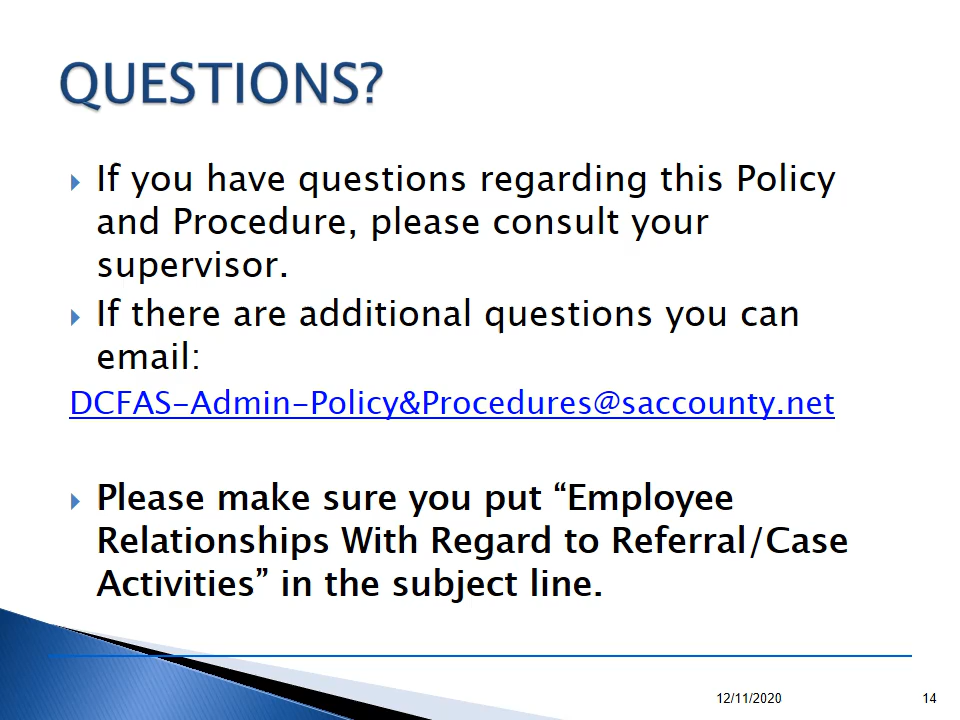 QUESTIONS?
If you have questions regarding this Policy
and Procedure, please consult your
supervisor.
If there are additional questions you can
email:
DCFAS-Admin-Policy&Procedures@saccounty.net
Please make sure you put “Employee
Relationships With Regard to Referral/Case
Activities” in the subject line.
12/11/2020 14